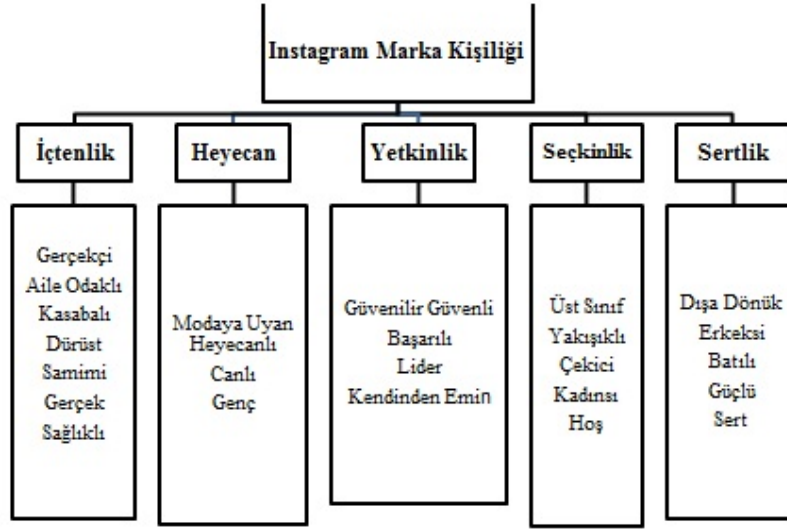 Instagram Marka Kişiliği
İçtenlik
Heyecan
Yetkinlik
Seçkinlik
Sertlik
Gerçekçi
Aile Odaklı
Kasabalı
Dürüst
Samimi
Gerçek
Sağlıklı
Modaya Uyan
Heyecanlı
Canlı
Genç
Güvenilir Güvenli
Başarılı
Lider
Kendinden Emin
Üst Sınıf
Yakışıklı
Çekici
Kadınsı
Hoş
Dışa Dönük
Erkeksi
Batılı
Güçlü
Sert